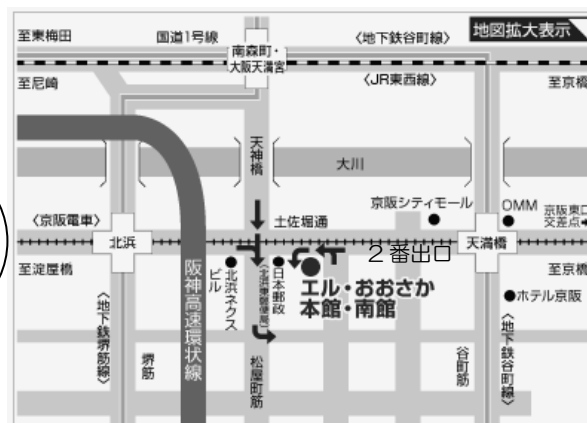 地図拡大表示
至東梅田
国道1号線
〈地下鉄谷町線〉
南森町・
大阪天満宮
至尼崎
〈JR東西線〉
至京橋
天神橋
大川
京阪シティモール
OMM
京阪東口
交差点
〈京阪電車〉
土佐堀通
北浜
2番出口
天満橋
至淀屋橋
至京橋
阪神高速環状線
北浜ネクス
ビル
日本郵政
(北浜東郵便局)
エル・おおさか
本館・南館
ホテル京阪
〈地下鉄堺筋線〉
堺筋
松屋町筋
谷町筋
〈地下鉄谷町線〉